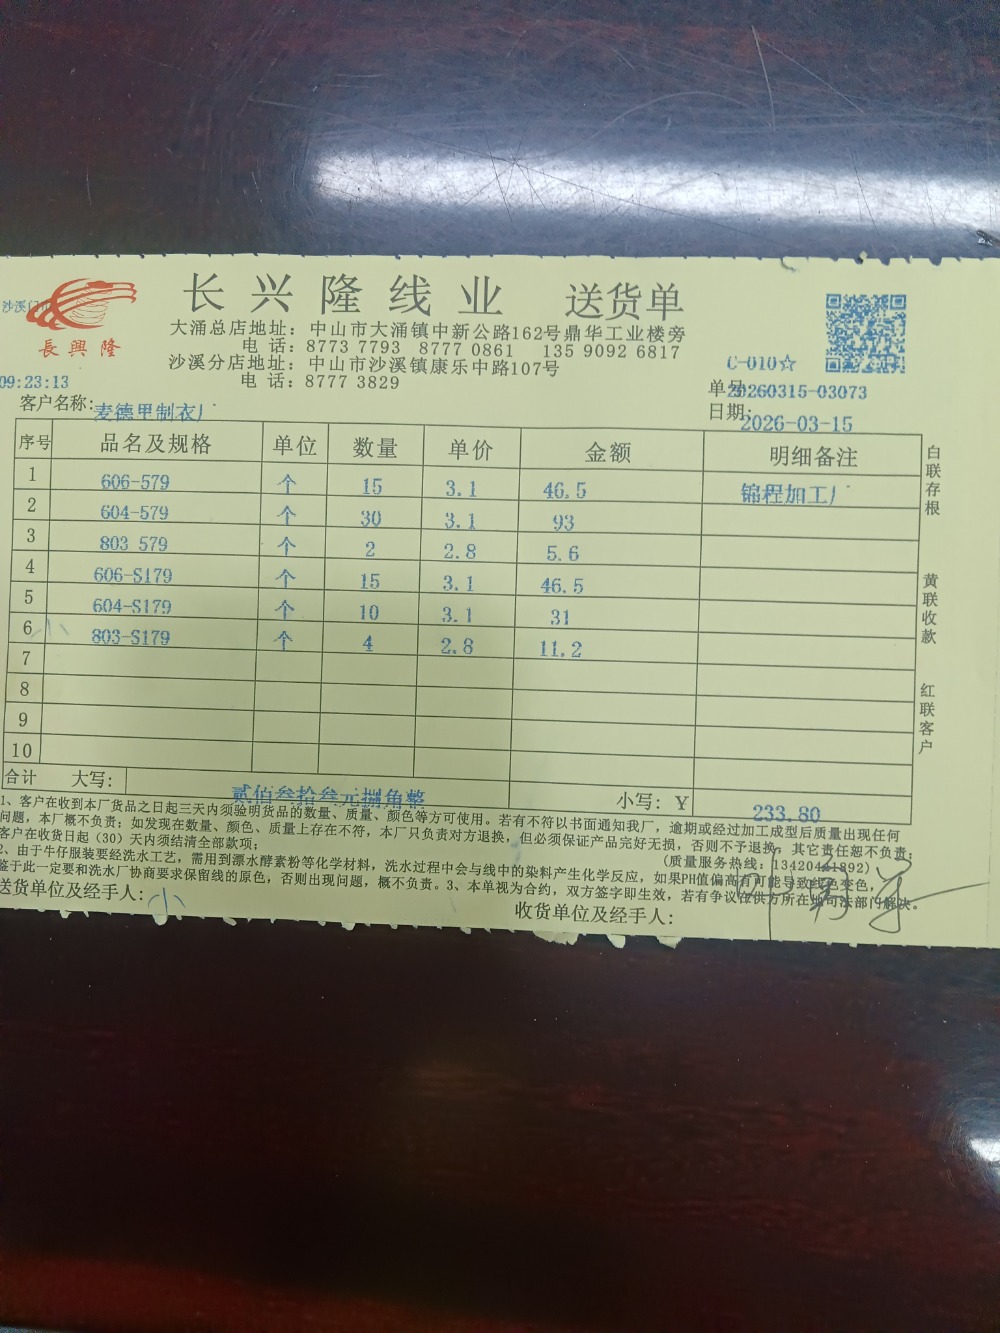 长兴隆线业 送货单
沙溪
長興隆
大涌总店地址：中山市大涌镇中新公路162号鼎华工业楼旁
电 话：8773 7793 8777 0861 135 9092 6817
沙溪分店地址：中山市沙溪镇康乐中路107号
电 话：8777 3829
C-010☆
09:23:13
单号:20260315-03073
客户名称:麦德甲制衣厂
日期:2026-03-15
序号 品名及规格 单位 数量 单价 金额 明细备注
1 606-579 个 15 3.1 46.5 锦程加工厂
2 604-579 个 30 3.1 93
3 803 579 个 2 2.8 5.6
4 606-S179 个 15 3.1 46.5
5 604-S179 个 10 3.1 31
6 803-S179 个 4 2.8 11.2
7
8
9
10
合计 大写: 贰佰叁拾叁元捌角整 小写：Y 233.80
白联存根
黄联收款
红联客户
1、客户在收到本厂货品之日起三天内须验明货品的数量、质量、颜色等方可使用。若有不符以书面通知我厂，逾期或经过加工成型后质量出现任何
问题，本厂概不负责；如发现在数量、颜色、质量上存在不符，本厂只负责对方退换，但必须保证产品完好无损，否则不予退换，其它责任恕不负责；
客户在收货日起（30）天内须结清全部款项；
(质量服务热线：
2、由于牛仔服装要经洗水工艺，需用到漂水酵素粉等化学材料，洗水过程中会与线中的染料产生化学反应，如果PH值偏高有可能导致线色变色，
鉴于此一定要和洗水厂协商要求保留线的原色，否则出现问题，概不负责。3、本单视为合约，双方签字即生效，若有争议在供方所在地司法部门解决。
送货单位及经手人: 小
收货单位及经手人: